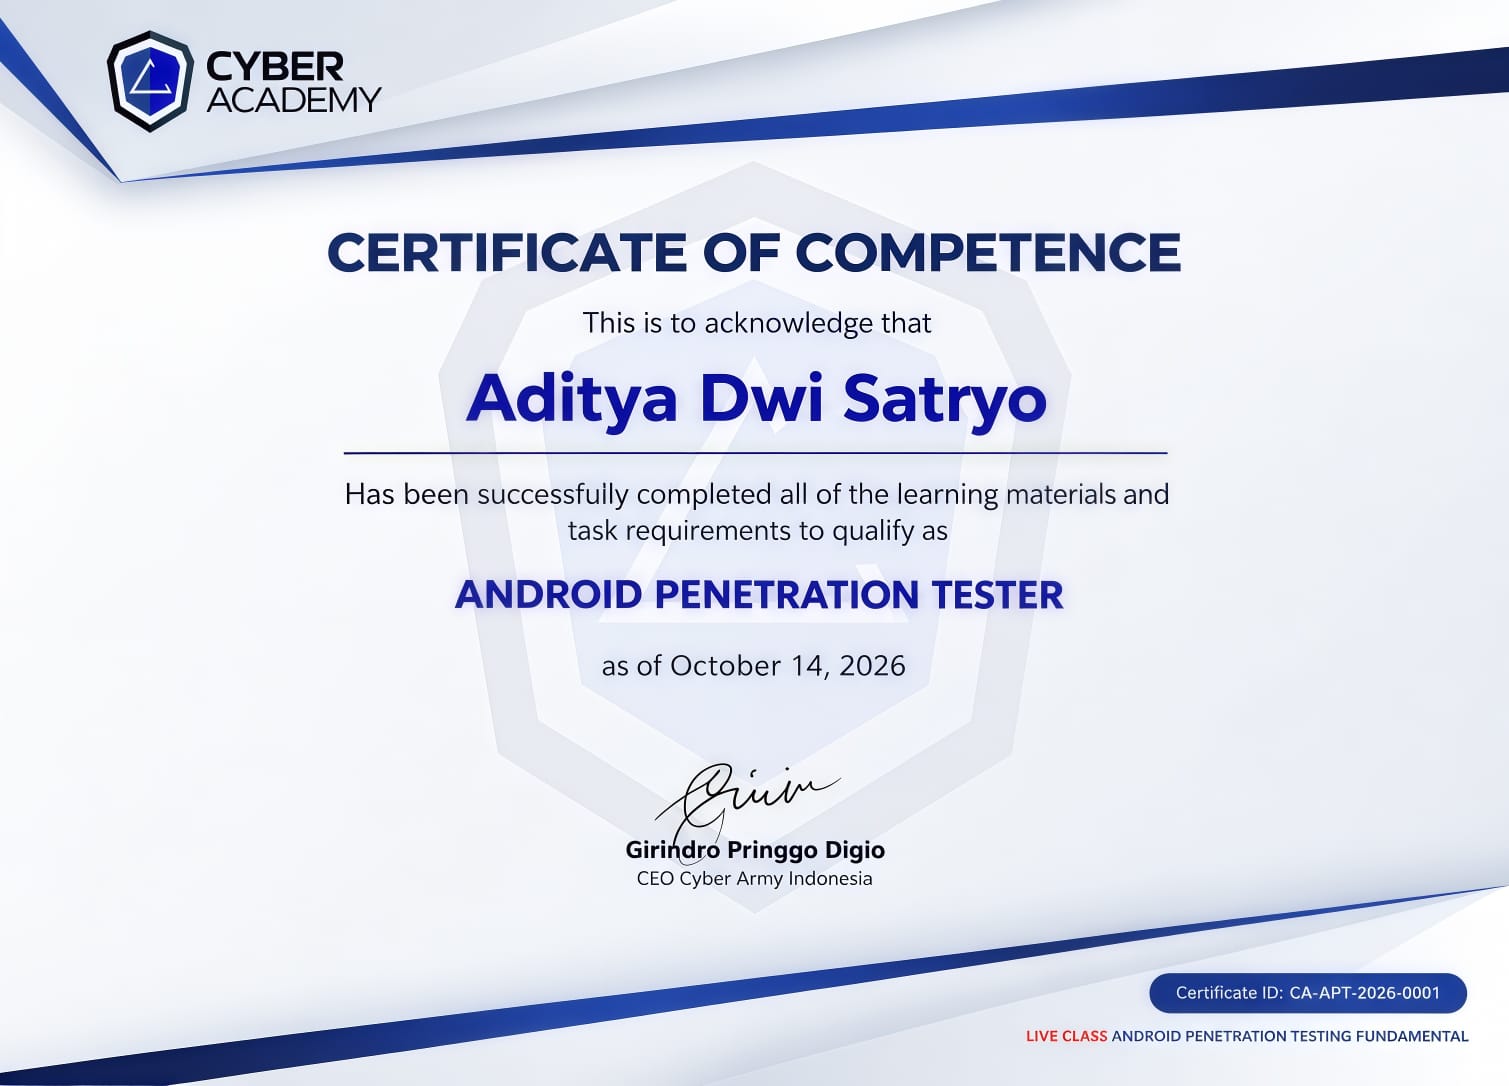 CYBER
ACADEMY
CERTIFICATE OF COMPETENCE
This is to acknowledge that
Aditya Dwi Satryo
Has been successfully completed all of the learning materials and
task requirements to qualify as
ANDROID PENETRATION TESTER
as of October 14, 2026
Girindro Pringgo Digio
CEO Cyber Army Indonesia
Certificate ID: CA-APT-2026-0001
LIVE CLASS ANDROID PENETRATION TESTING FUNDAMENTAL